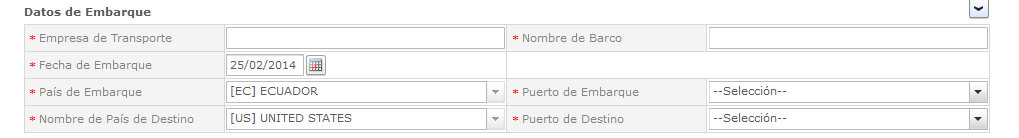 Datos de Embarque
* Empresa de Transporte * Nombre de Barco
* Fecha de Embarque 25/02/2014
* País de Embarque [EC] ECUADOR * Puerto de Embarque --Selección--
* Nombre de País de Destino [US] UNITED STATES * Puerto de Destino --Selección--